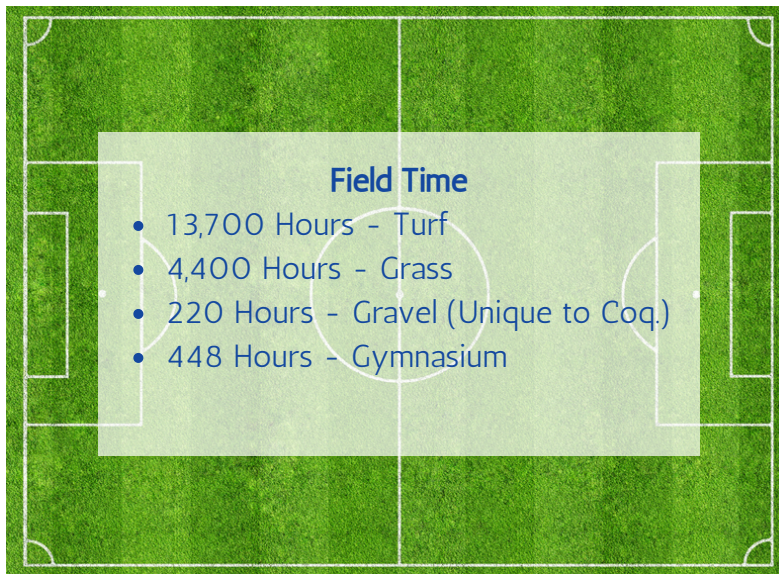 Field Time
• 13,700 Hours - Turf
• 4,400 Hours - Grass
• 220 Hours - Gravel (Unique to Coq.)
• 448 Hours - Gymnasium